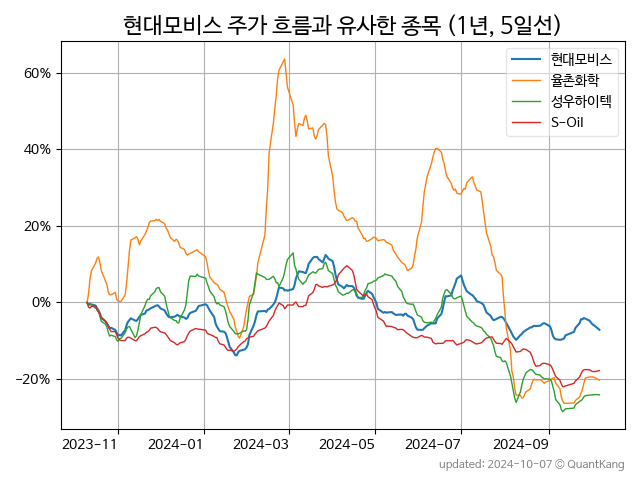 현대모비스 주가 흐름과 유사한 종목 (1년, 5일선)
현대모비스
율촌화학
성우하이텍
S-Oil
60%
40%
20%
0%
−20%
2023-11 2024-01 2024-03 2024-05 2024-07 2024-09
updated: 2024-10-07 © QuantKang